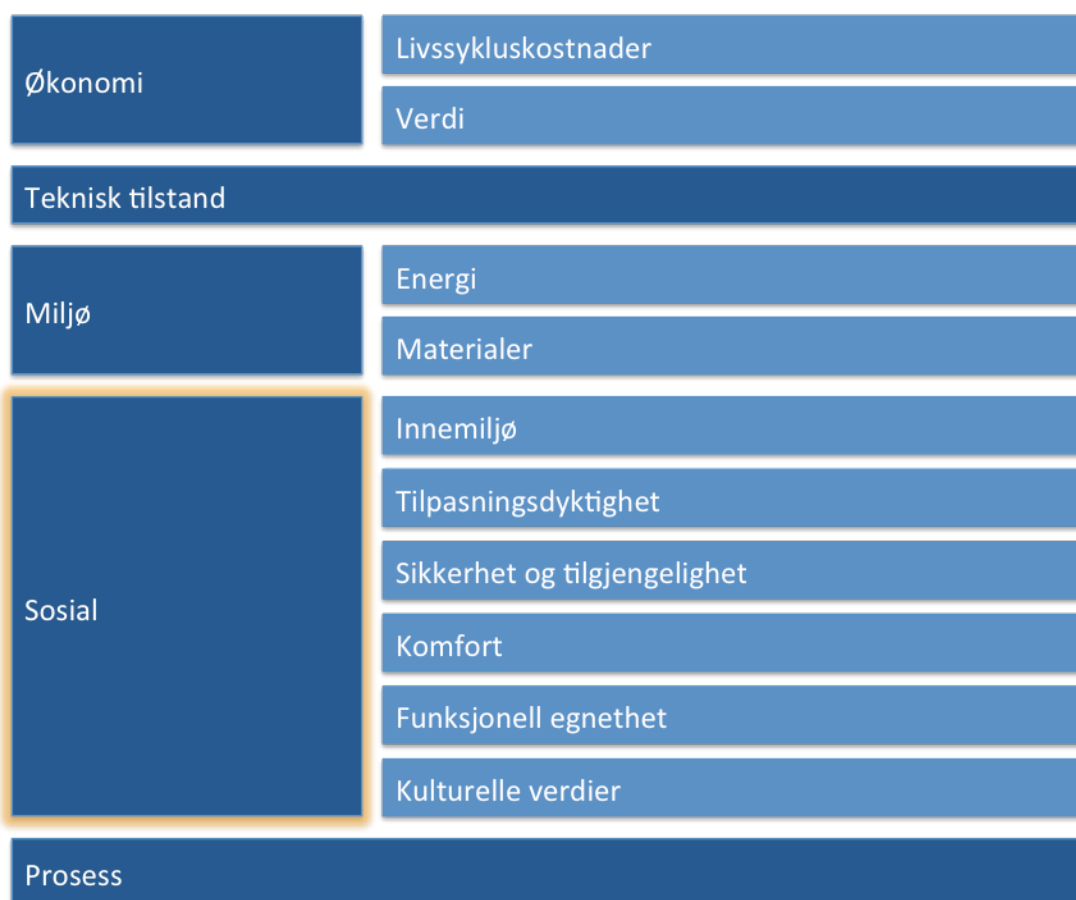 Økonomi
Livssykluskostnader
Verdi
Teknisk tilstand
Miljø
Energi
Materialer
Sosial
Innemiljø
Tilpasningsdyktighet
Sikkerhet og tilgjengelighet
Komfort
Funksjonell egnethet
Kulturelle verdier
Prosess